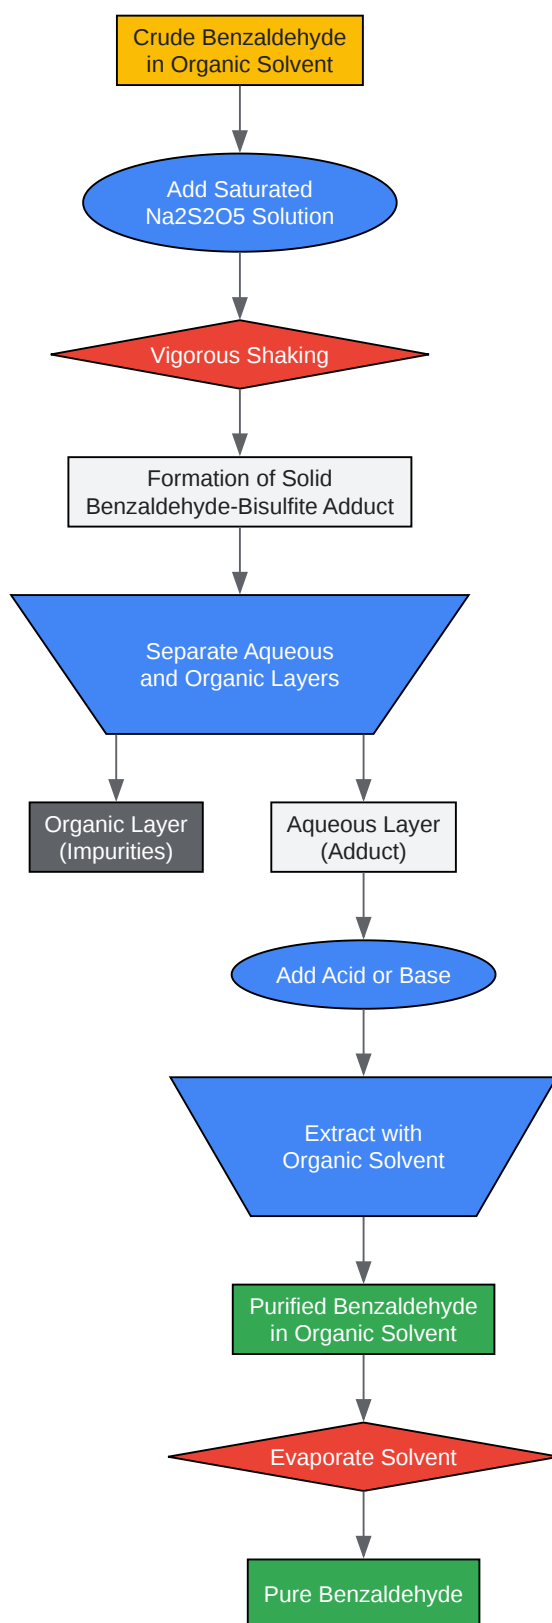 Crude Benzaldehyde
in Organic Solvent
Add Saturated
Na2S2O5 Solution
Vigorous Shaking
Formation of Solid
Benzaldehyde-Bisulfite Adduct
Separate Aqueous
and Organic Layers
Organic Layer
(Impurities)
Aqueous Layer
(Adduct)
Add Acid or Base
Extract with
Organic Solvent
Purified Benzaldehyde
in Organic Solvent
Evaporate Solvent
Pure Benzaldehyde